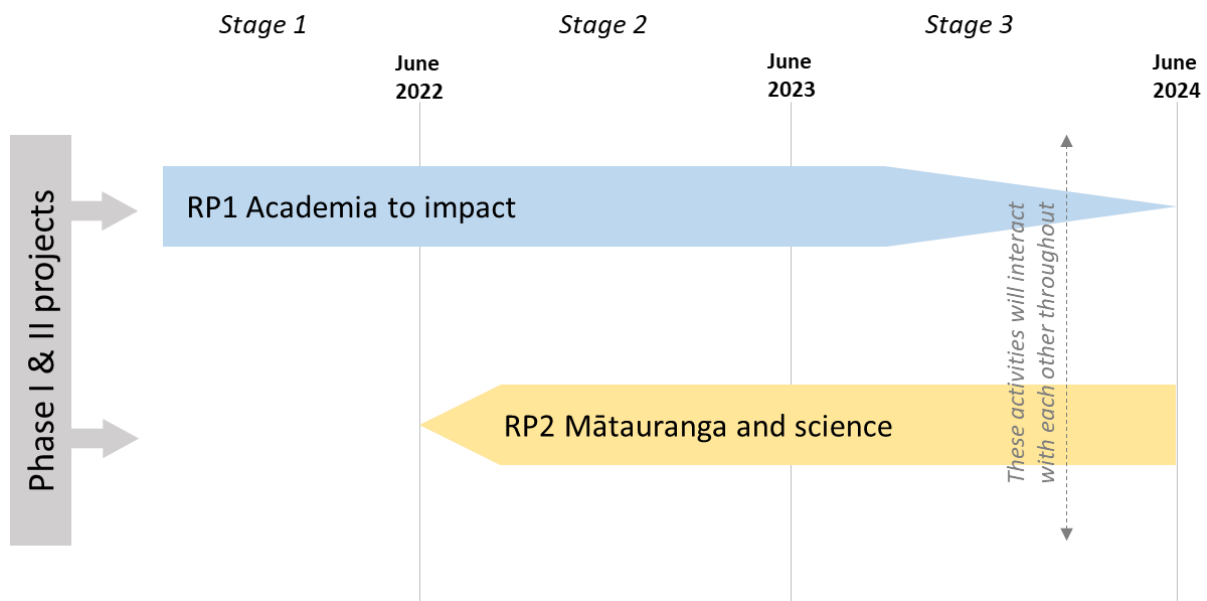 Stage 1
Stage 2
Stage 3
June
2022
June
2023
June
2024
Phase I & II projects
RP1 Academia to impact
RP2 Mātauranga and science
These activities will interact
with each other throughout